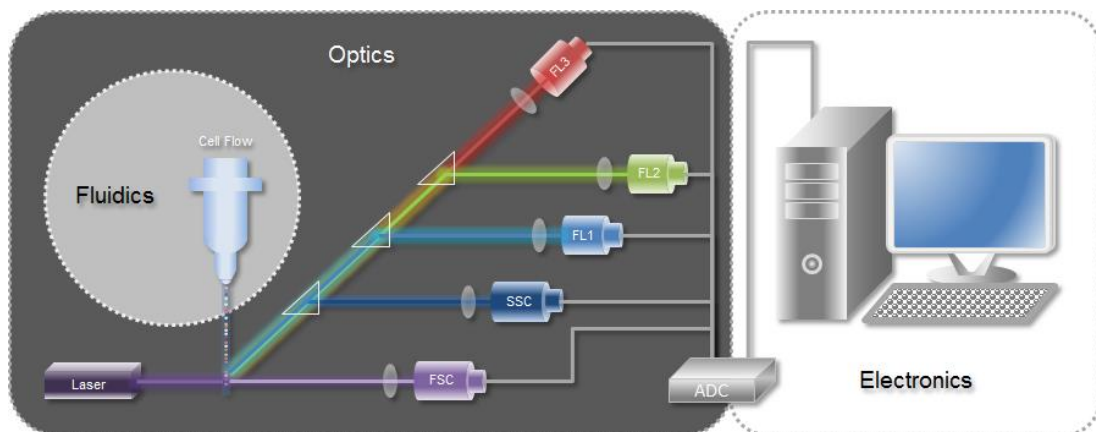 Optics
FL3
Cell Flow
Fluidics
FL2
FL1
SSC
Laser
FSC
ADC
Electronics